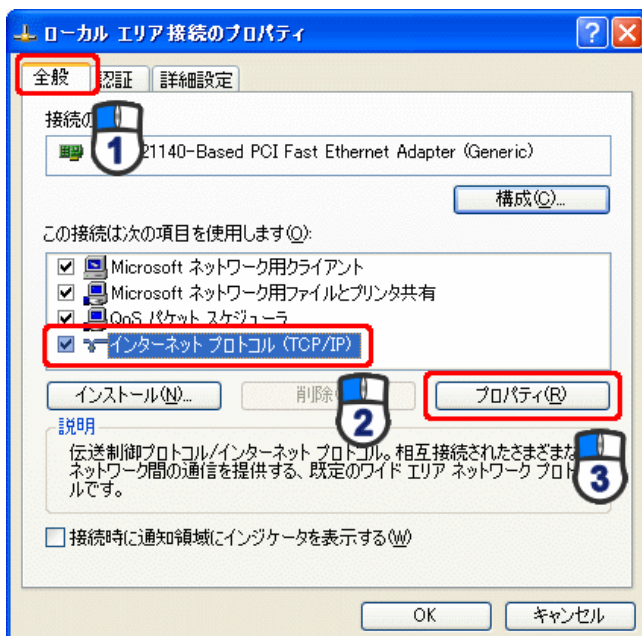 ローカル エリア接続のプロパティ
全般 認証 詳細設定
1
接続の
21140-Based PCI Fast Ethernet Adapter (Generic)
構成(C)...
この接続は次の項目を使用します(O):
Microsoft ネットワーク用クライアント
Microsoft ネットワーク用ファイルとプリンタ共有
QoS パケット スケジューラ
インターネット プロトコル (TCP/IP)
インストール(N)... 削除 プロパティ(R)
2
3
説明
伝送制御プロトコル/インターネット プロトコル。相互接続されたさまざまな
ネットワーク間の通信を提供する、既定のワイド エリア ネットワーク プロト
ルです。
接続時に通知領域にインジケータを表示する(W)
OK キャンセル